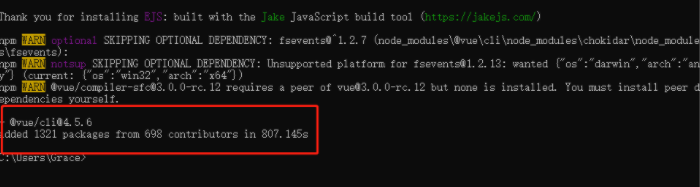 Thank you for installing EJS: built with the Jake JavaScript build tool (https://jakejs.com/)
npm WARN optional SKIPPING OPTIONAL DEPENDENCY: fsevents@^1.2.7 (node_modules\@vue\cli\node_modules\chokidar\node_module
s\fsevents):
npm WARN notsup SKIPPING OPTIONAL DEPENDENCY: Unsupported platform for fsevents@1.2.13: wanted {"os":"darwin","arch":"an
y"} (current: {"os":"win32","arch":"x64"})
npm WARN @vue/compiler-sfc@3.0.0-rc.12 requires a peer of vue@3.0.0-rc.12 but none is installed. You must install peer d
ependencies yourself.
- @vue/cli@4.5.6
added 1321 packages from 698 contributors in 807.145s
C:\Users\Grace>